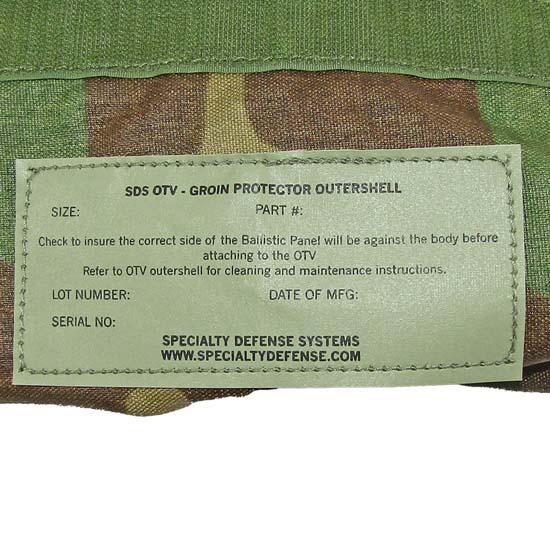 SDS OTV - GROIN PROTECTOR OUTERSHELL
SIZE: PART #:
Check to insure the correct side of the Ballistic Panel will be against the body before
attaching to the OTV
Refer to OTV outershell for cleaning and maintenance instructions.
LOT NUMBER: DATE OF MFG:
SERIAL NO:
SPECIALTY DEFENSE SYSTEMS
WWW.SPECIALTYDEFENSE.COM